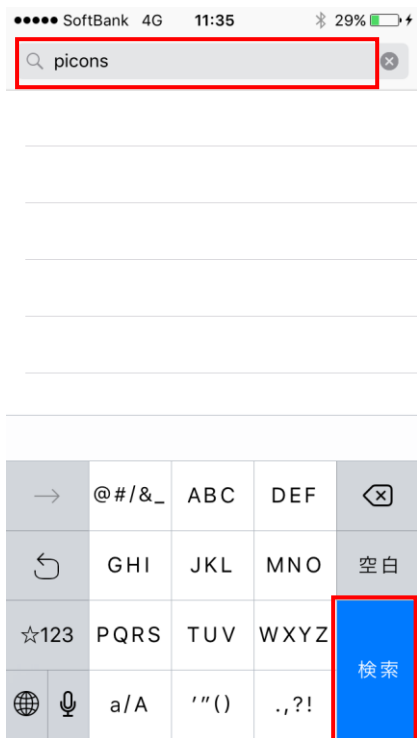 SoftBank 4G 11:35 29%
picons
→ @#/&_ ABC DEF
GHI JKL MNO 空白
☆123 PQRS TUV WXYZ
検索
a/A ’”() .,?!